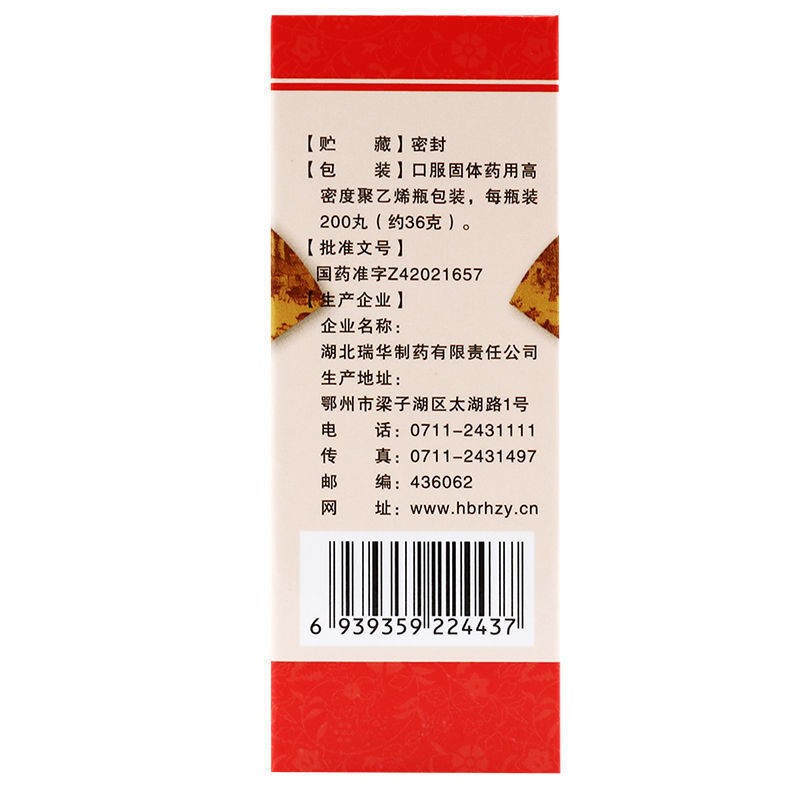 【贮 藏】密封
【包 装】口服固体药用高
密度聚乙烯瓶包装，每瓶装
200丸（约36克）。
【批准文号】
国药准字Z42021657
【生产企业】
企业名称：
湖北瑞华制药有限责任公司
生产地址：
鄂州市梁子湖区太湖路1号
电 话：0711-2431111
传 真：0711-2431497
邮 编：436062
网 址：www.hbrhzy.cn
6 939359 224437